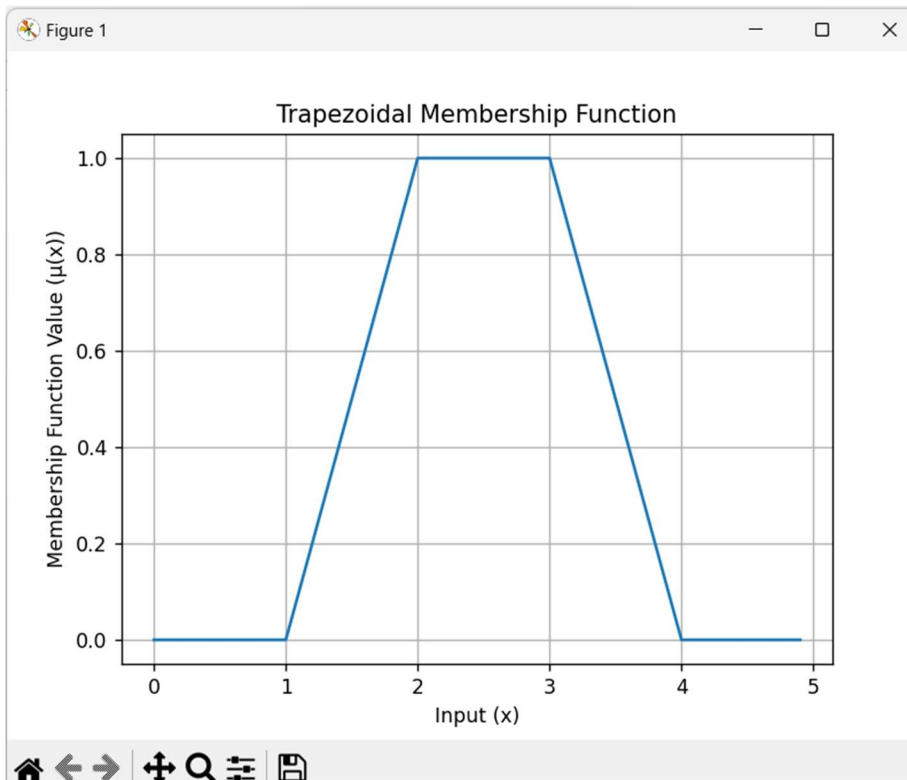 Figure 1
Trapezoidal Membership Function
Membership Function Value (μ(x))
1.0
0.8
0.6
0.4
0.2
0.0
0 1 2 3 4 5
Input (x)